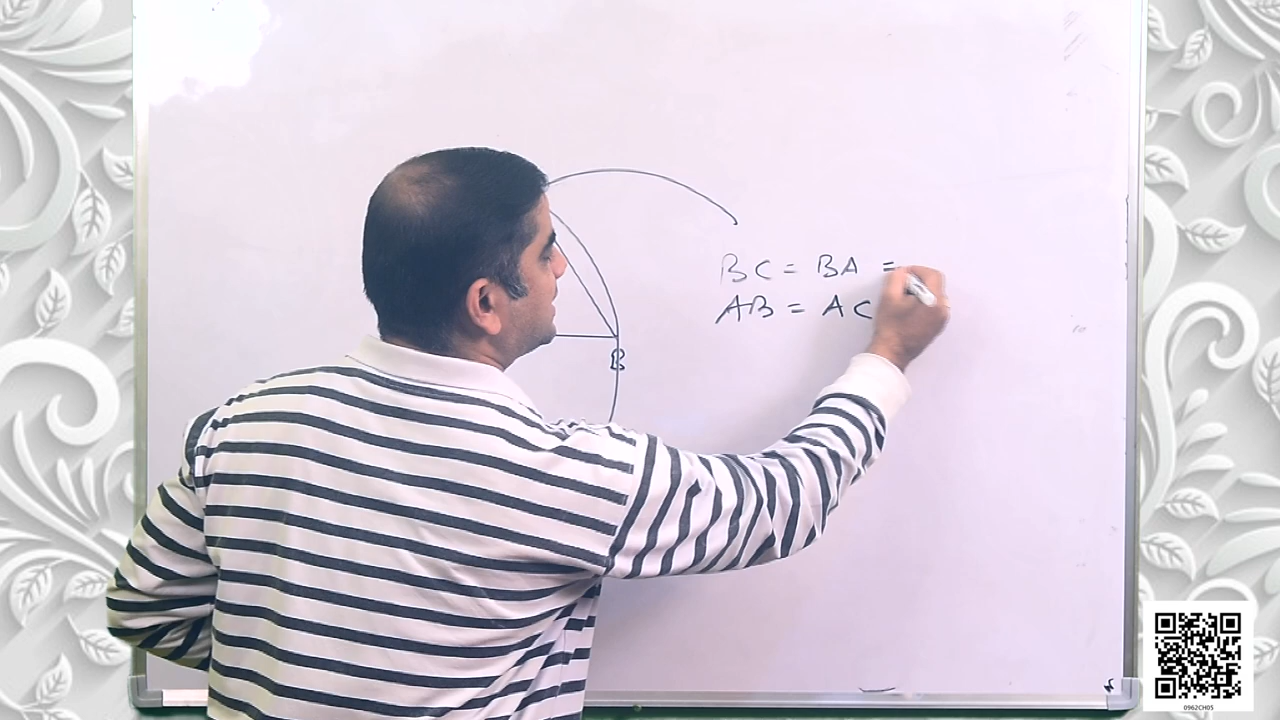 BC = BA =
AB = AC
B
0962CH05